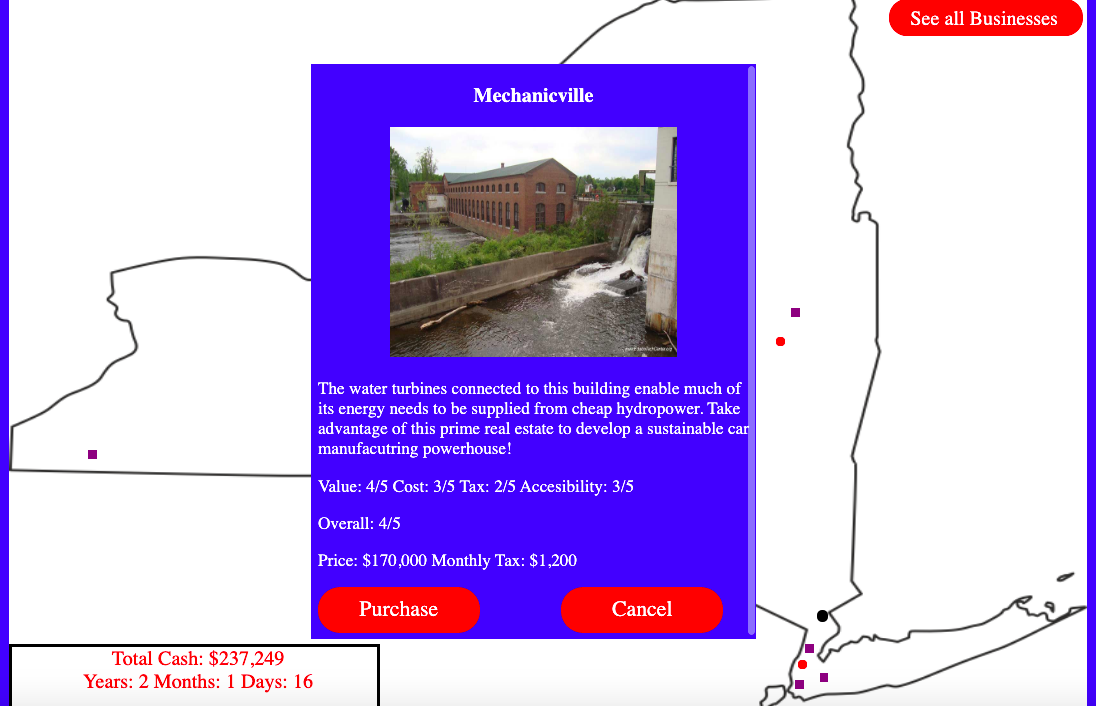 See all Businesses
Mechanicville
The water turbines connected to this building enable much of
its energy needs to be supplied from cheap hydropower. Take
advantage of this prime real estate to develop a sustainable car
manufacutring powerhouse!
Value: 4/5 Cost: 3/5 Tax: 2/5 Accesibility: 3/5
Overall: 4/5
Price: $170,000 Monthly Tax: $1,200
Purchase
Cancel
Total Cash: $237,249
Years: 2 Months: 1 Days: 16